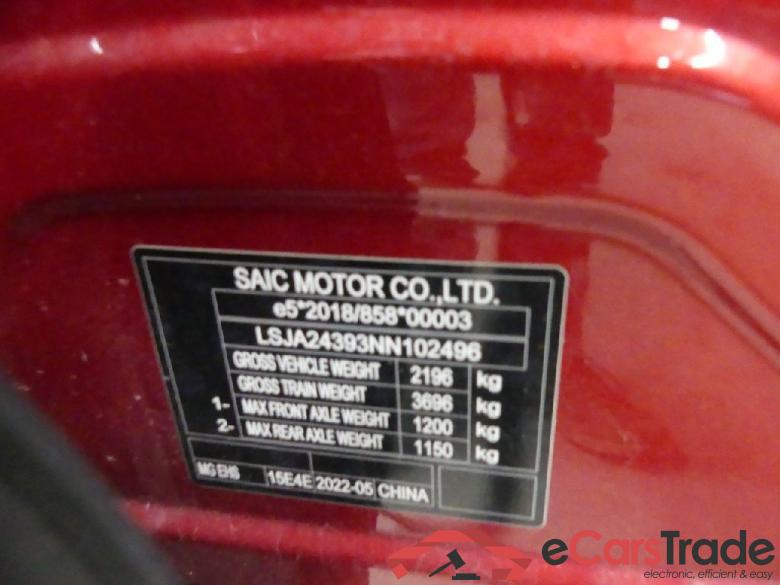 SAIC MOTOR CO.,LTD.
e5*2018/858*00003
LSJA24393NN102496
GROSS VEHICLE WEIGHT 2196 kg
GROSS TRAIN WEIGHT 3696 kg
1- MAX FRONT AXLE WEIGHT 1200 kg
2- MAX REAR AXLE WEIGHT 1150 kg
MG EHS 15E4E 2022-05 CHINA
eCarsTrade
electronic, efficient & easy